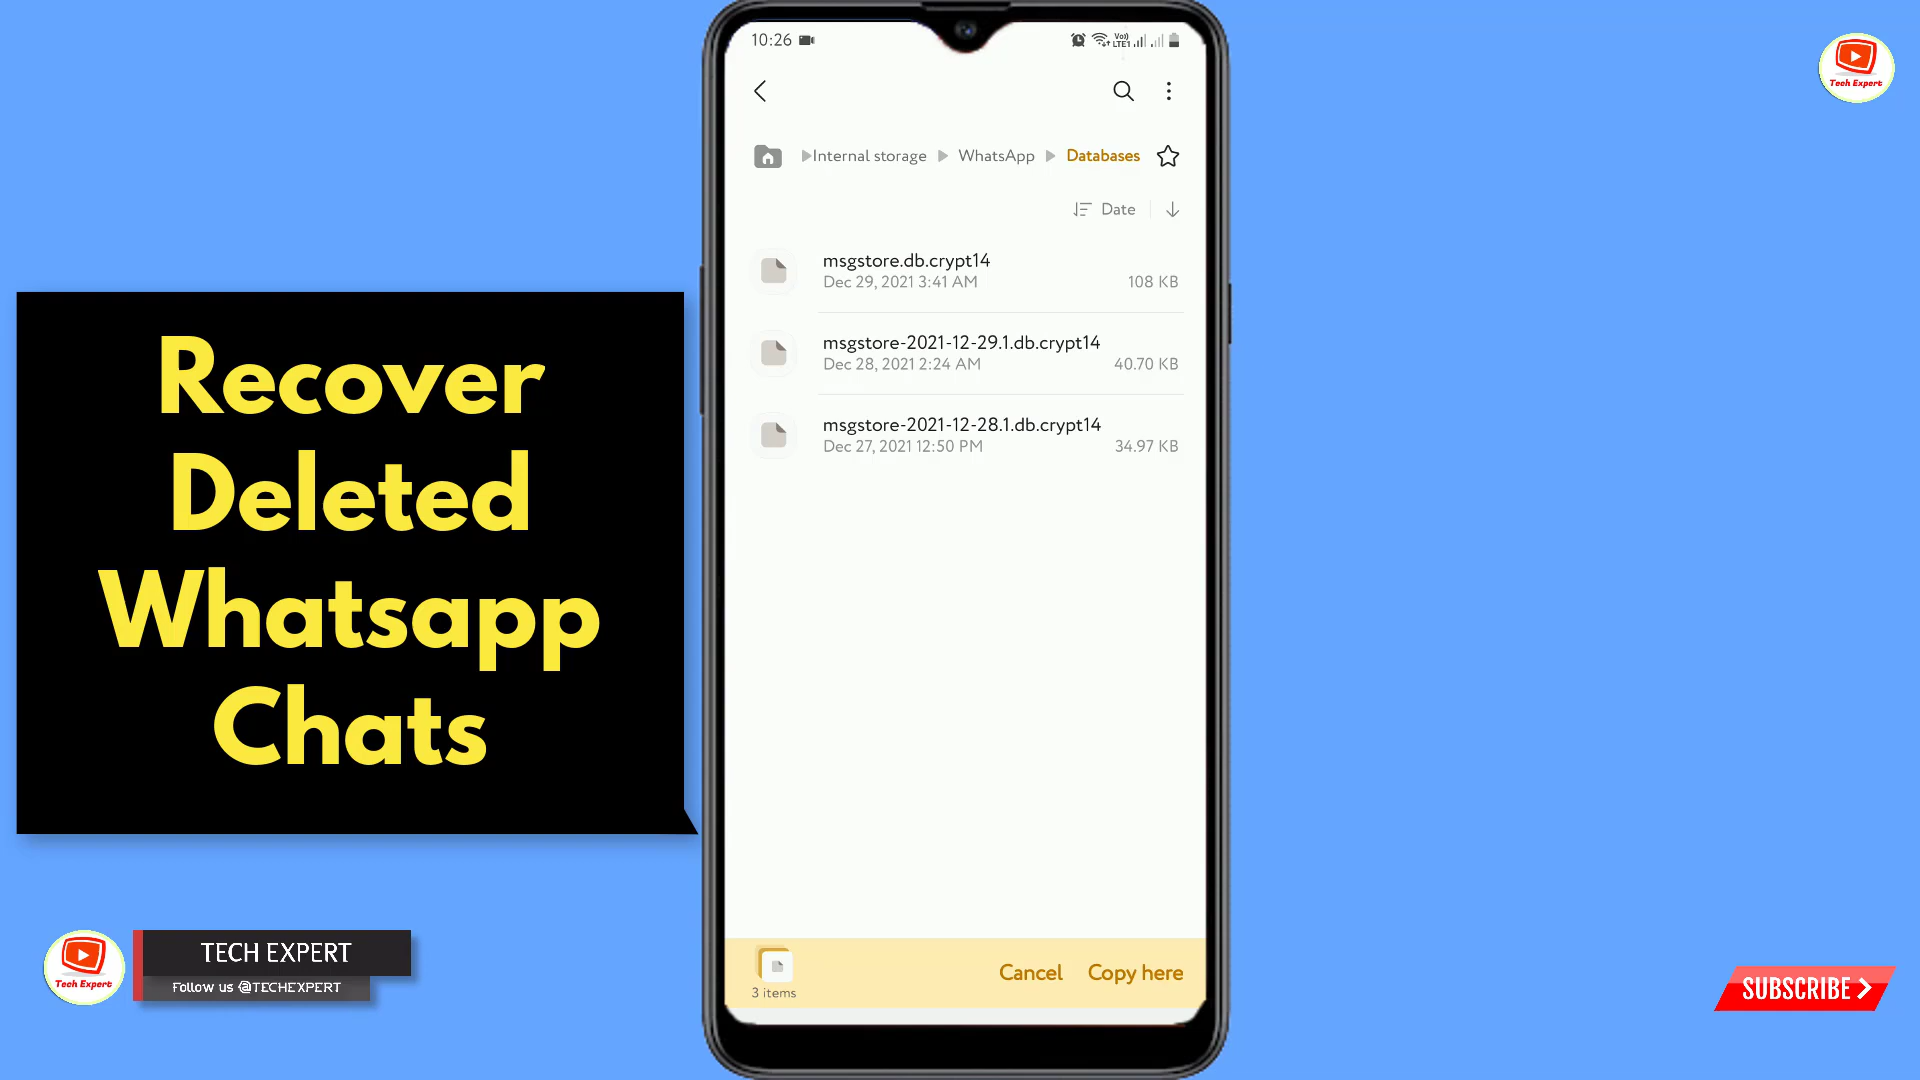 10:26
Vo)
LTE1
Tech Expert
Internal storage
WhatsApp
Databases
Date
msgstore.db.crypt14
Dec 29, 2021 3:41 AM
108 KB
msgstore-2021-12-29.1.db.crypt14
Dec 28, 2021 2:24 AM
40.70 KB
msgstore-2021-12-28.1.db.crypt14
Dec 27, 2021 12:50 PM
34.97 KB
Recover
Deleted
Whatsapp
Chats
3 items
Cancel
Copy here
Tech Expert
TECH EXPERT
Follow us @TECHEXPERT
SUBSCRIBE